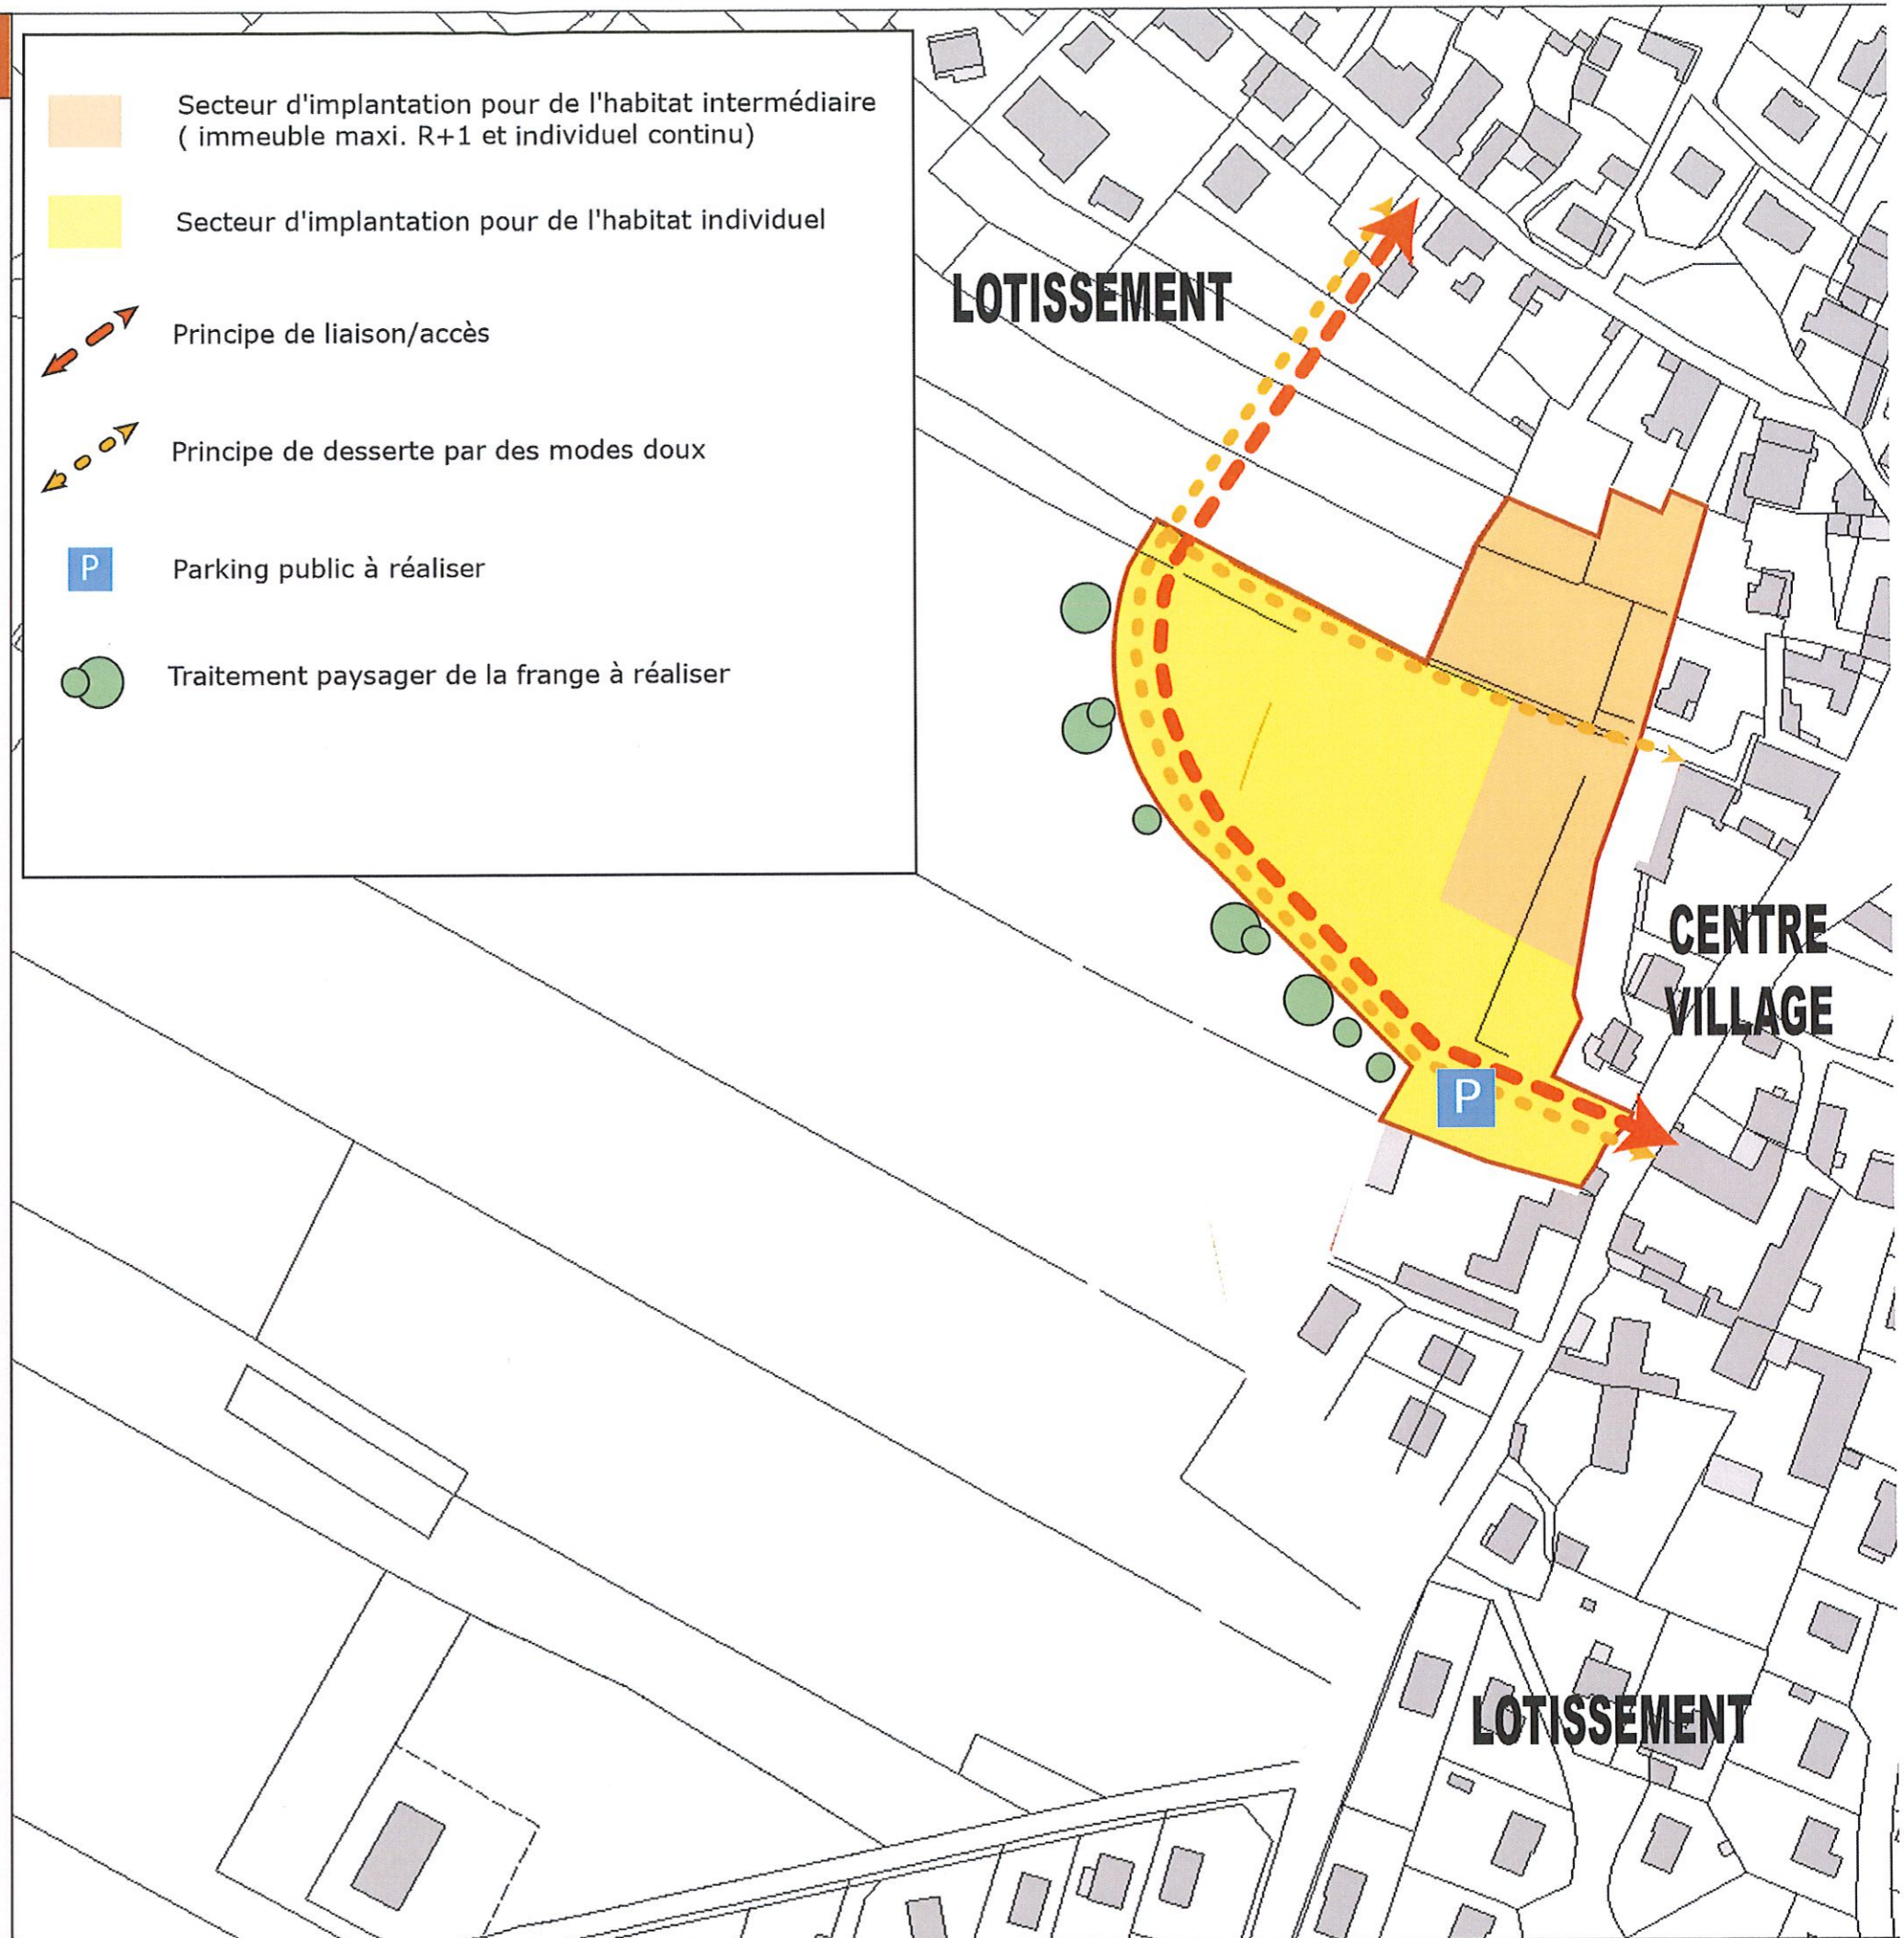 Secteur d'implantation pour de l'habitat intermédiaire
( immeuble maxi. R+1 et individuel continu)
Secteur d'implantation pour de l'habitat individuel
Principe de liaison/accès
Principe de desserte par des modes doux
P
Parking public à réaliser
Traitement paysager de la frange à réaliser
LOTISSEMENT
CENTRE
VILLAGE
P
LOTISSEMENT